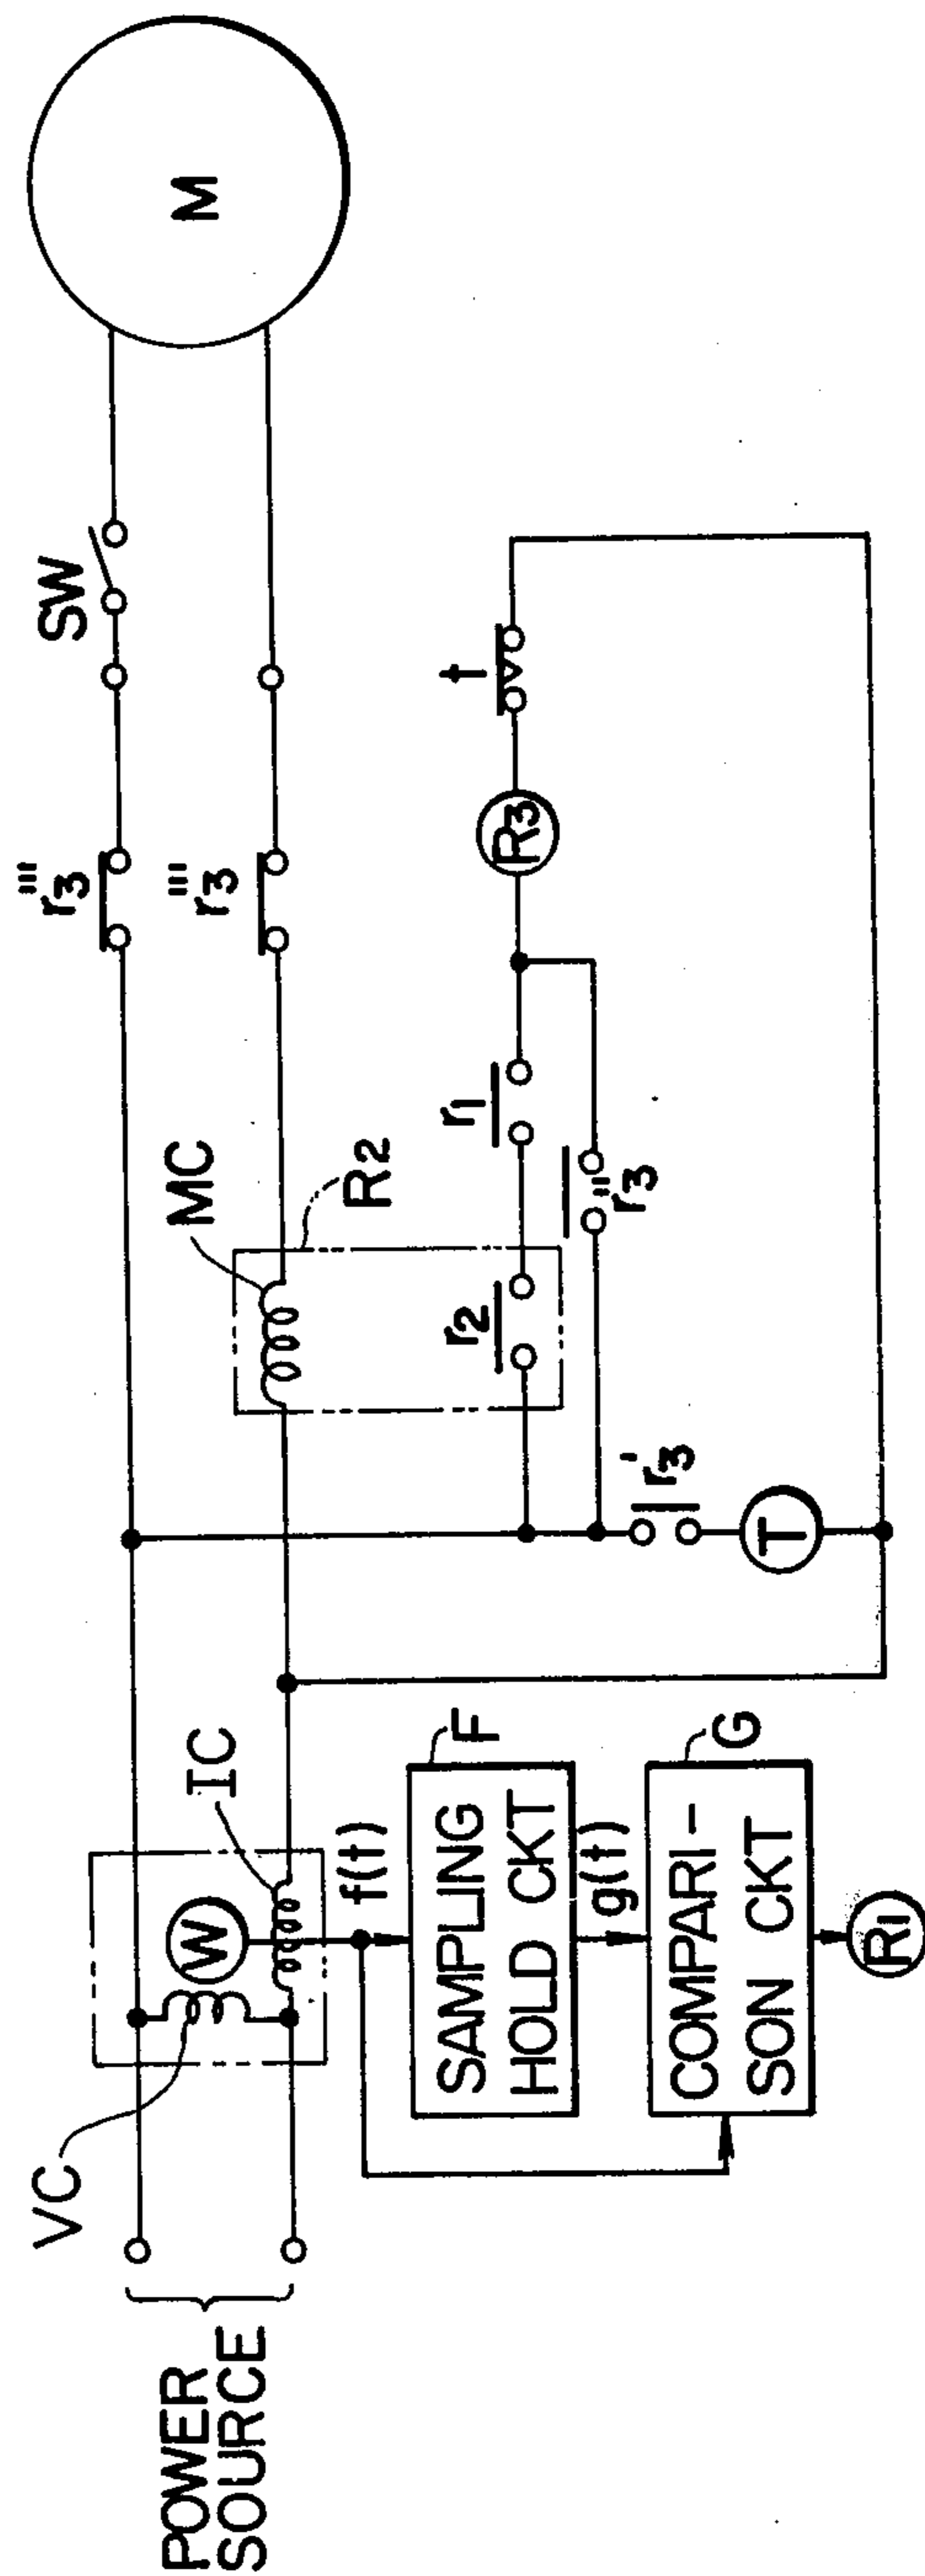 POWER
SOURCE
VC
W
IC
f(t)
F
SAMPLING
HOLD CKT
g(t)
G
COMPARI-
SON CKT
R1
MC
R2
r2
r1
r3''
r3'
T
R3
t
r3'''
r3'''
SW
M